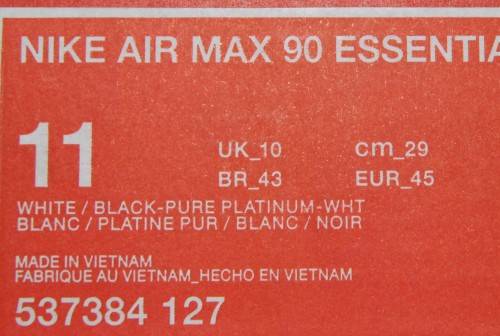 NIKE AIR MAX 90 ESSENTIA
11
UK_10 cm_29
BR_43 EUR_45
WHITE / BLACK-PURE PLATINUM-WHT
BLANC / PLATINE PUR / BLANC / NOIR
MADE IN VIETNAM
FABRIQUE AU VIETNAM_HECHO EN VIETNAM
537384 127